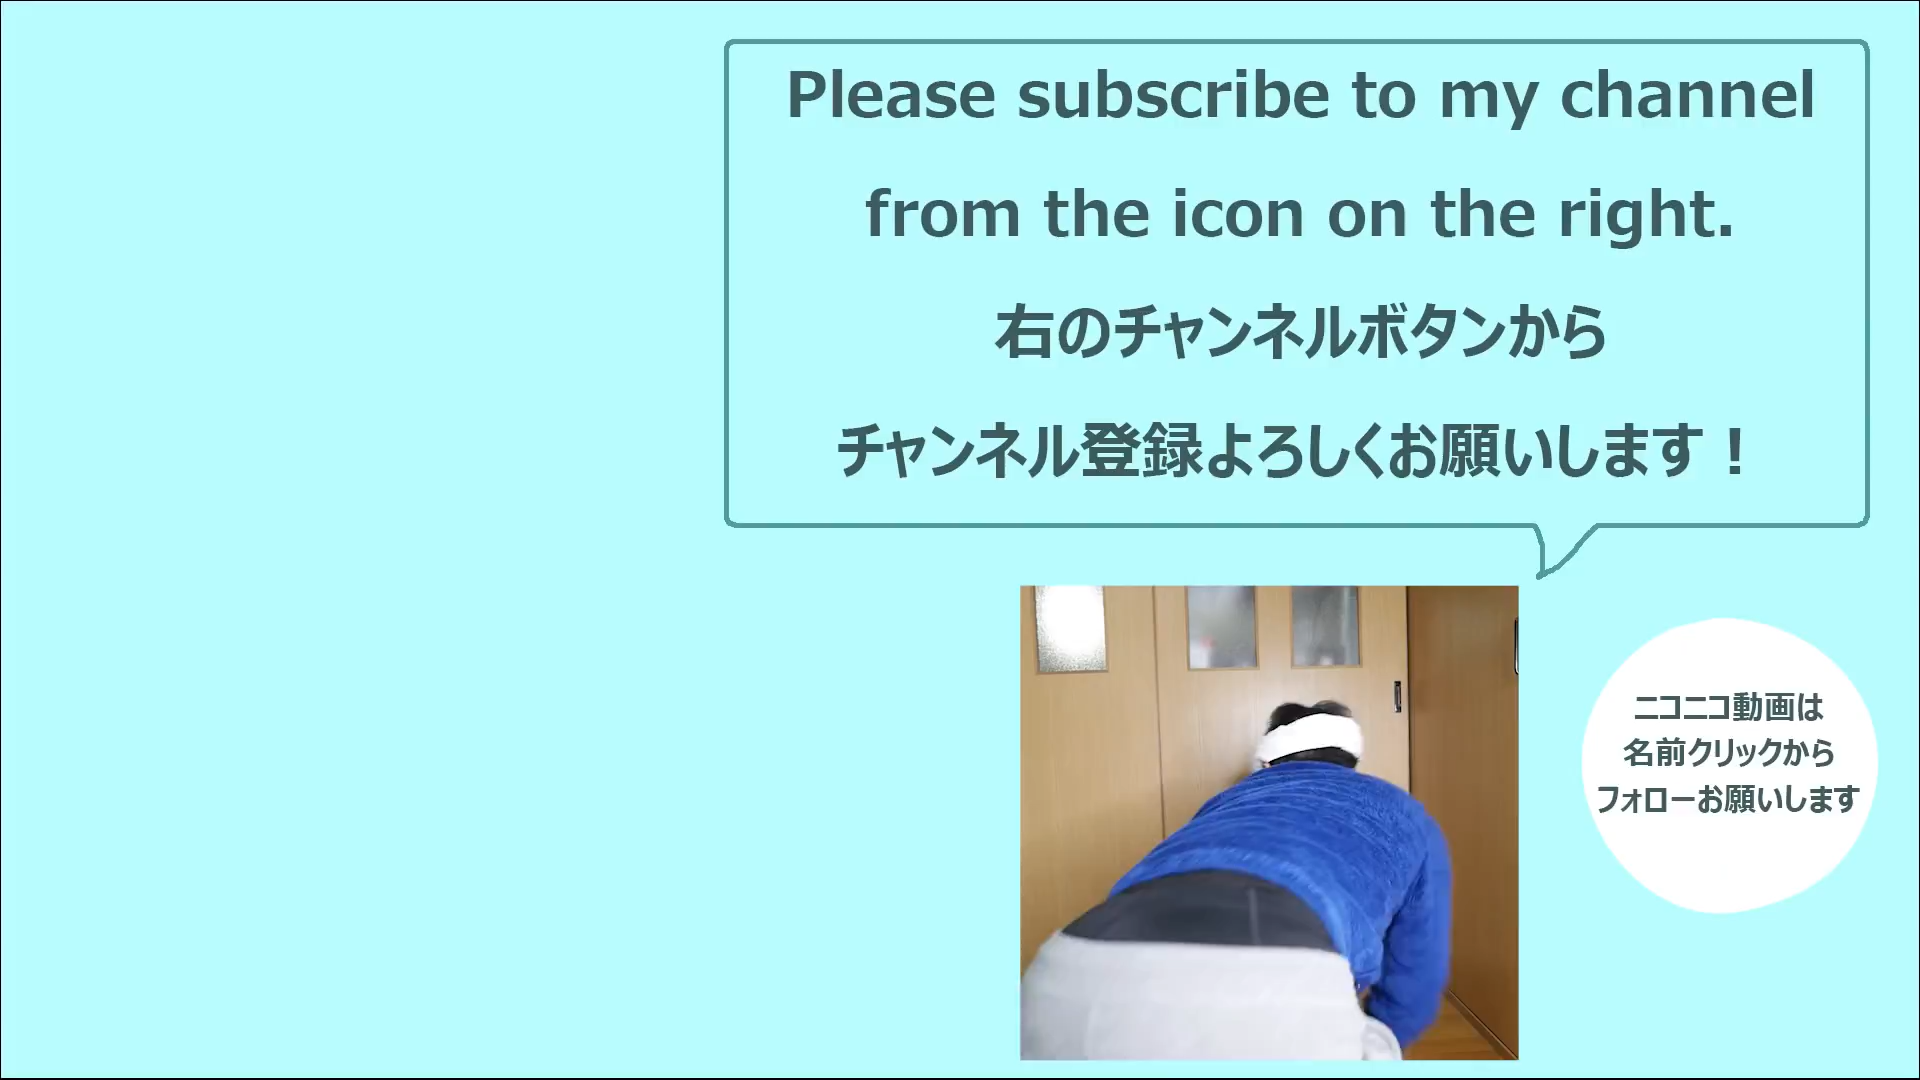 Please subscribe to my channel
from the icon on the right.
右のチャンネルボタンから
チャンネル登録よろしくお願いします！
ニコニコ動画は
名前クリックから
フォローお願いします